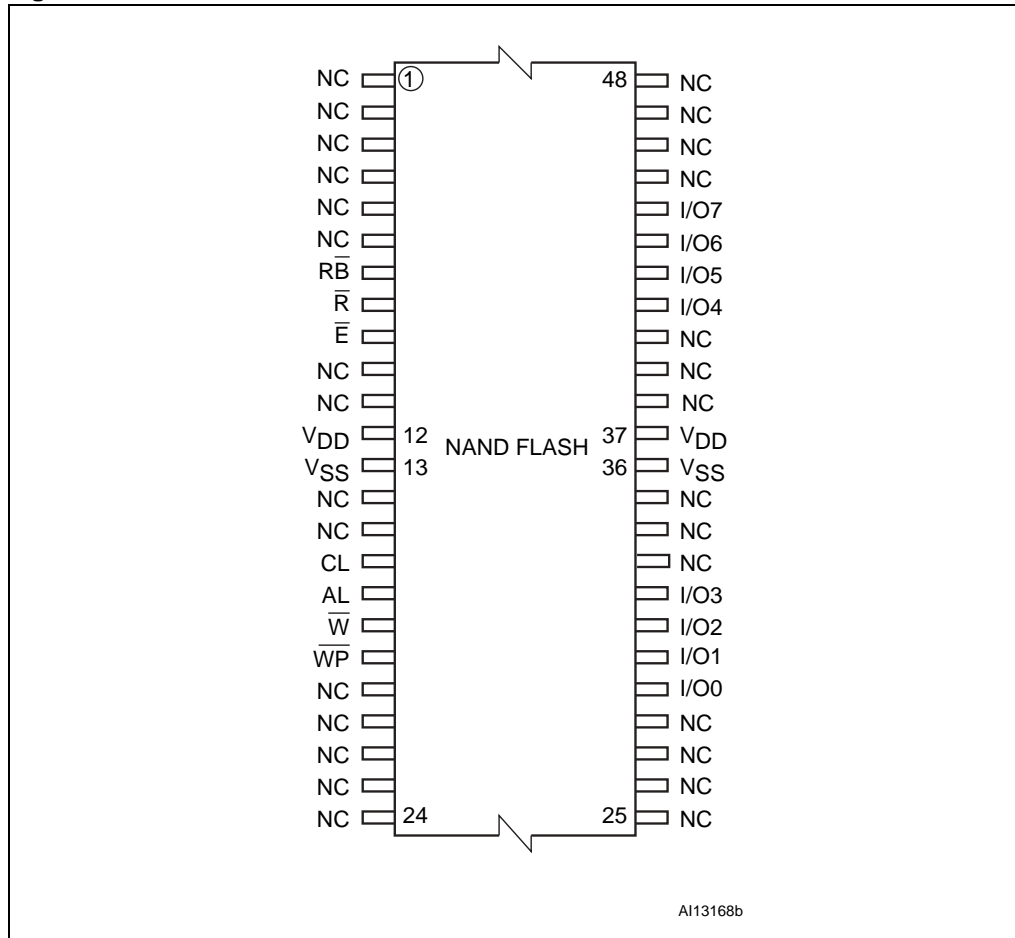 NC 1 48 NC
NC NC
NC NC
NC NC
NC I/O7
NC I/O6
RB̅ I/O5
R̅ I/O4
E̅ NC
NC NC
NC NC
VDD 12 NAND FLASH 37 VDD
VSS 13 36 VSS
NC NC
NC NC
CL NC
AL I/O3
W̅ I/O2
W̅P̅ I/O1
NC I/O0
NC NC
NC NC
NC NC
NC 24 25 NC
AI13168b